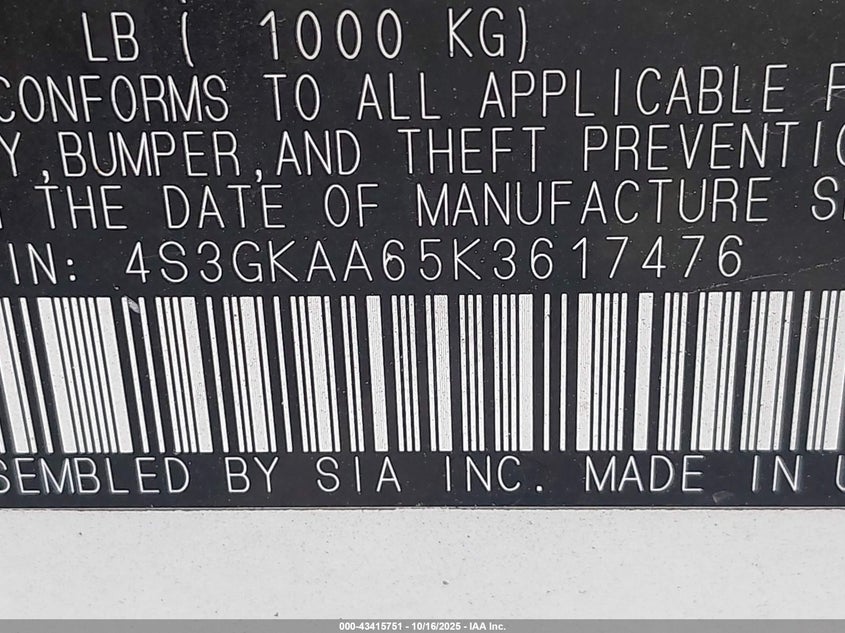 LB ( 1000 KG)
CONFORMS TO ALL APPLICABLE F
Y,BUMPER,AND THEFT PREVENTIO
THE DATE OF MANUFACTURE S
IN: 4S3GKAA65K3617476
SEMBLED BY SIA INC. MADE IN U
000-43415751 | 10/16/2025 - IAA Inc.